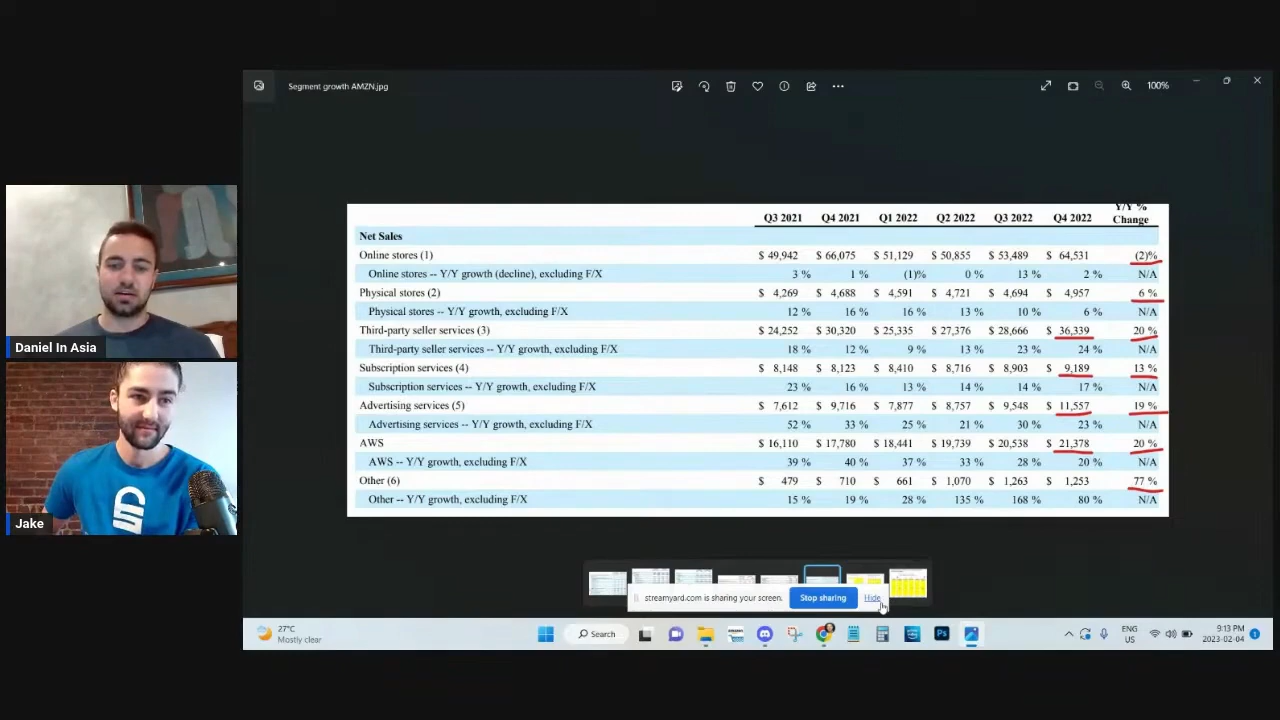 Segment growth AMZN.jpg
100%
Y/Y %
Q3 2021 Q4 2021 Q1 2022 Q2 2022 Q3 2022 Q4 2022 Change
Net Sales
Online stores (1) $ 49,942 $ 66,075 $ 51,129 $ 50,855 $ 53,489 $ 64,531 (2)%
Online stores -- Y/Y growth (decline), excluding F/X 3 % 1 % (1)% 0 % 13 % 2 % N/A
Physical stores (2) $ 4,269 $ 4,688 $ 4,591 $ 4,721 $ 4,694 $ 4,957 6 %
Physical stores -- Y/Y growth, excluding F/X 12 % 16 % 16 % 13 % 10 % 6 % N/A
Third-party seller services (3) $ 24,252 $ 30,320 $ 25,335 $ 27,376 $ 28,666 $ 36,339 20 %
Third-party seller services -- Y/Y growth, excluding F/X 18 % 12 % 9 % 13 % 23 % 24 % N/A
Subscription services (4) $ 8,148 $ 8,123 $ 8,410 $ 8,716 $ 8,903 $ 9,189 13 %
Subscription services -- Y/Y growth, excluding F/X 23 % 16 % 13 % 14 % 14 % 17 % N/A
Advertising services (5) $ 7,612 $ 9,716 $ 7,877 $ 8,757 $ 9,548 $ 11,557 19 %
Advertising services -- Y/Y growth, excluding F/X 52 % 33 % 25 % 21 % 30 % 23 % N/A
AWS $ 16,110 $ 17,780 $ 18,441 $ 19,739 $ 20,538 $ 21,378 20 %
AWS -- Y/Y growth, excluding F/X 39 % 40 % 37 % 33 % 28 % 20 % N/A
Other (6) $ 479 $ 710 $ 661 $ 1,070 $ 1,263 $ 1,253 77 %
Other -- Y/Y growth, excluding F/X 15 % 19 % 28 % 135 % 168 % 80 % N/A
Daniel In Asia
Jake
streamyard.com is sharing your screen. Stop sharing Hide
27°C
Mostly clear
Search
Ps
ENG
US
9:13 PM
2023-02-04
1